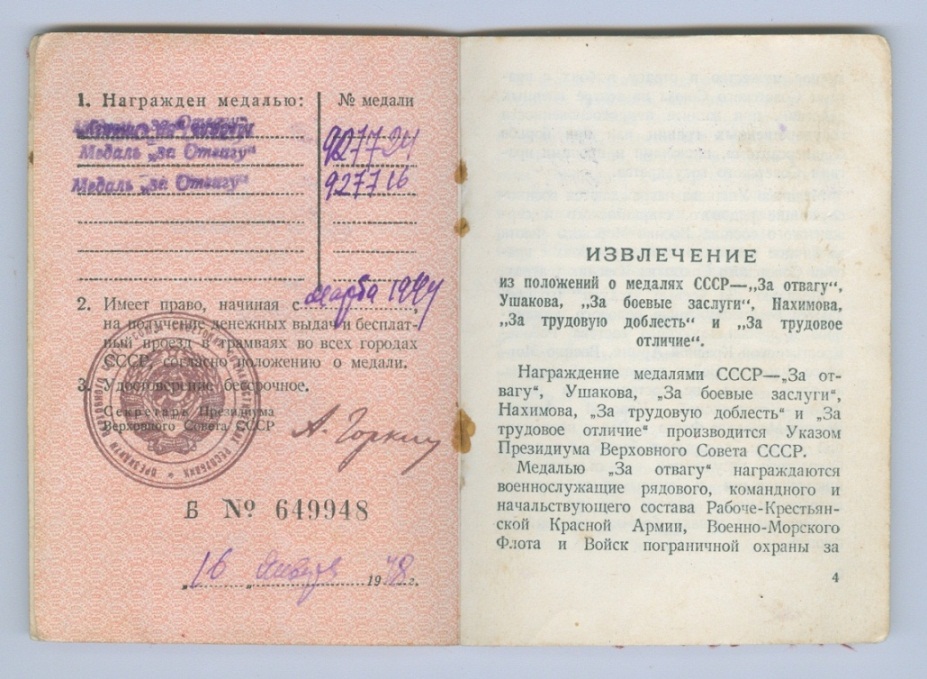 1. Награжден медалью: № медали
Медаль „за Отвагу“ 927724
Медаль „за Отвагу“ 927716
2. Имеет право, начиная с марта 1944
на получение денежных выдач и бесплат-
ный проезд в трамваях во всех городах
СССР, согласно положению о медали.
3. Удостоверение бессрочное.
Секретарь Президиума
Верховного Совета СССР
А. Горкин
Б № 649948
„16 января 1948 г.
ИЗВЛЕЧЕНИЕ
из положений о медалях СССР—„За отвагу“,
Ушакова, „За боевые заслуги“, Нахимова,
„За трудовую доблесть“ и „За трудовое
отличие“.
Награждение медалями СССР—„За от-
вагу“, Ушакова, „За боевые заслуги“,
Нахимова, „За трудовую доблесть“ и „За
трудовое отличие“ производится Указом
Президиума Верховного Совета СССР.
Медалью „За отвагу“ награждаются
военнослужащие рядового, командного и
начальствующего состава Рабоче-Крестьян-
ской Красной Армии, Военно-Морского
Флота и Войск пограничной охраны за
4